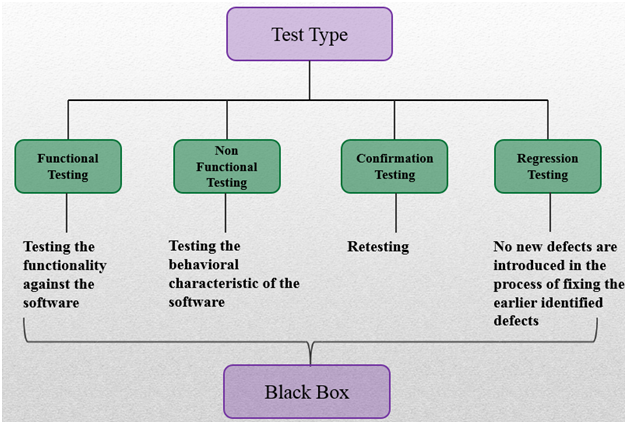 Test Type
Functional
Testing
Non
Functional
Testing
Confirmation
Testing
Regression
Testing
Testing the
functionality
against the
software
Testing the
behavioral
characteristic of the
software
Retesting
No new defects are
introduced in the
process of fixing the
earlier identified
defects
Black Box